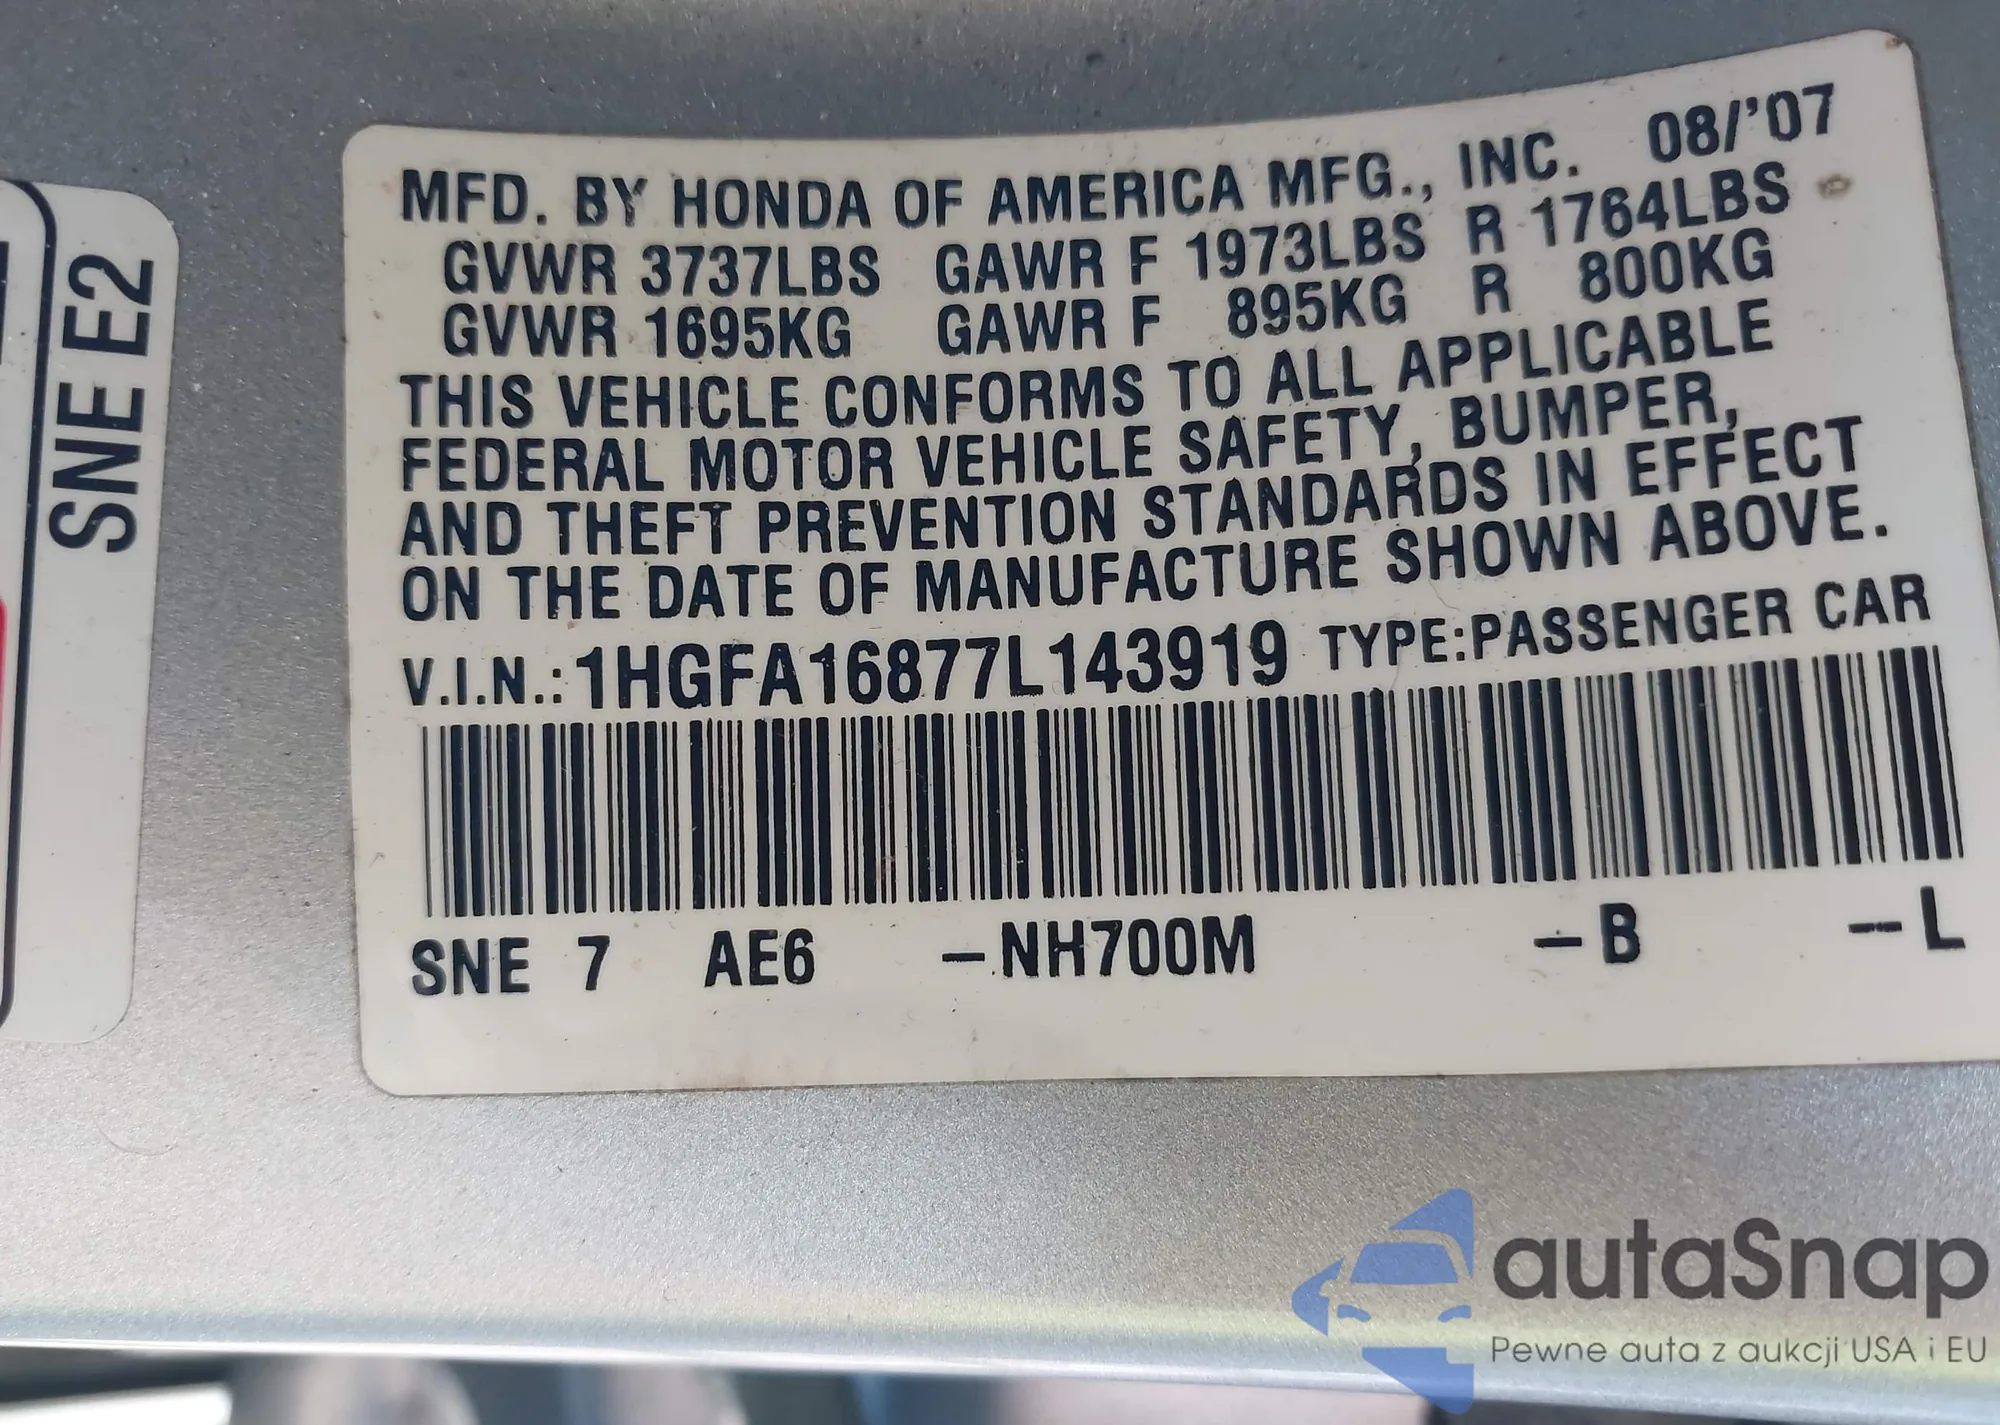 SNE E2
MFD. BY HONDA OF AMERICA MFG., INC. 08/'07
GVWR 3737LBS GAWR F 1973LBS R 1764LBS
GVWR 1695KG GAWR F 895KG R 800KG
THIS VEHICLE CONFORMS TO ALL APPLICABLE
FEDERAL MOTOR VEHICLE SAFETY, BUMPER,
AND THEFT PREVENTION STANDARDS IN EFFECT
ON THE DATE OF MANUFACTURE SHOWN ABOVE.
V.I.N.: 1HGFA16877L143919 TYPE:PASSENGER CAR
SNE 7 AE6 –NH700M –B –L
autaSnap
Pewne auta z aukcji USA i EU